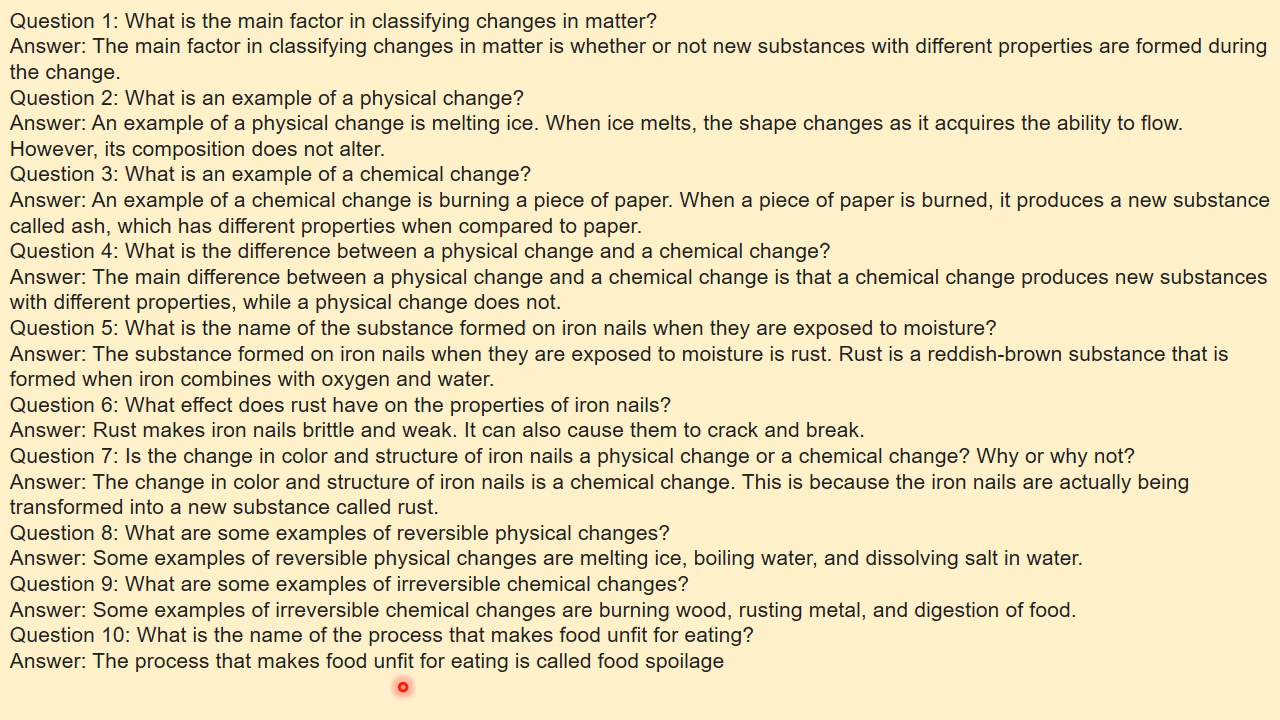 Question 1: What is the main factor in classifying changes in matter?
Answer: The main factor in classifying changes in matter is whether or not new substances with different properties are formed during
the change.
Question 2: What is an example of a physical change?
Answer: An example of a physical change is melting ice. When ice melts, the shape changes as it acquires the ability to flow.
However, its composition does not alter.
Question 3: What is an example of a chemical change?
Answer: An example of a chemical change is burning a piece of paper. When a piece of paper is burned, it produces a new substance
called ash, which has different properties when compared to paper.
Question 4: What is the difference between a physical change and a chemical change?
Answer: The main difference between a physical change and a chemical change is that a chemical change produces new substances
with different properties, while a physical change does not.
Question 5: What is the name of the substance formed on iron nails when they are exposed to moisture?
Answer: The substance formed on iron nails when they are exposed to moisture is rust. Rust is a reddish-brown substance that is
formed when iron combines with oxygen and water.
Question 6: What effect does rust have on the properties of iron nails?
Answer: Rust makes iron nails brittle and weak. It can also cause them to crack and break.
Question 7: Is the change in color and structure of iron nails a physical change or a chemical change? Why or why not?
Answer: The change in color and structure of iron nails is a chemical change. This is because the iron nails are actually being
transformed into a new substance called rust.
Question 8: What are some examples of reversible physical changes?
Answer: Some examples of reversible physical changes are melting ice, boiling water, and dissolving salt in water.
Question 9: What are some examples of irreversible chemical changes?
Answer: Some examples of irreversible chemical changes are burning wood, rusting metal, and digestion of food.
Question 10: What is the name of the process that makes food unfit for eating?
Answer: The process that makes food unfit for eating is called food spoilage